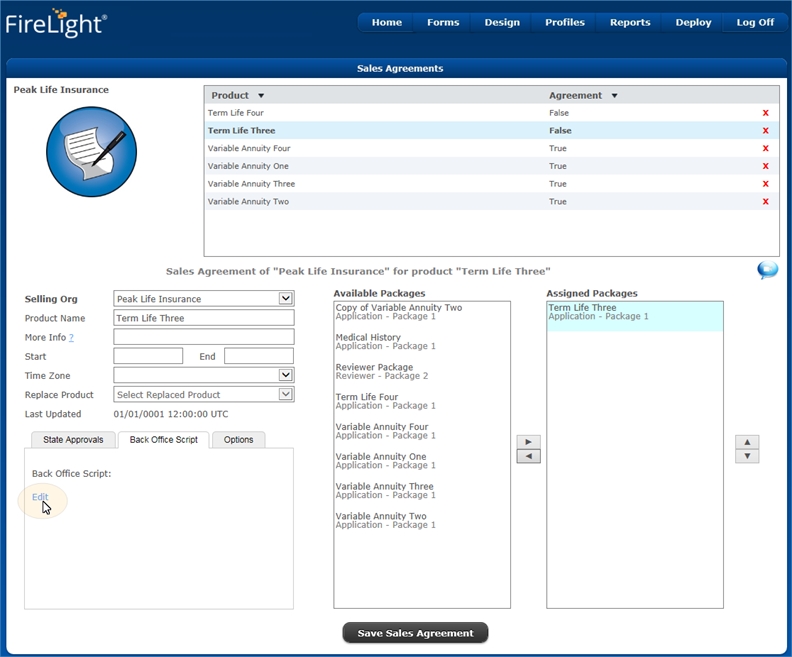 FireLight®
Home Forms Design Profiles Reports Deploy Log Off
Sales Agreements
Peak Life Insurance
Product Agreement
Term Life Four False X
Term Life Three False X
Variable Annuity Four True X
Variable Annuity One True X
Variable Annuity Three True X
Variable Annuity Two True X
Sales Agreement of "Peak Life Insurance" for product "Term Life Three"
Selling Org Peak Life Insurance
Product Name Term Life Three
More Info ?
Start End
Time Zone
Replace Product Select Replaced Product
Last Updated 01/01/0001 12:00:00 UTC
State Approvals Back Office Script Options
Back Office Script:
Edit
Available Packages
Copy of Variable Annuity Two
Application - Package 1
Medical History
Application - Package 1
Reviewer Package
Reviewer - Package 2
Term Life Four
Application - Package 1
Variable Annuity Four
Application - Package 1
Variable Annuity One
Application - Package 1
Variable Annuity Three
Application - Package 1
Variable Annuity Two
Application - Package 1
Assigned Packages
Term Life Three
Application - Package 1
Save Sales Agreement